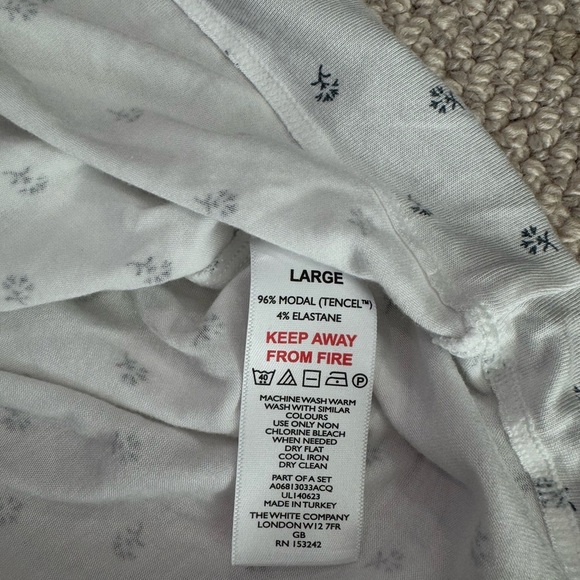 LARGE
96% MODAL (TENCEL™)
4% ELASTANE
KEEP AWAY
FROM FIRE
40 P
MACHINE WASH WARM
WASH WITH SIMILAR
COLOURS
USE ONLY NON
CHLORINE BLEACH
WHEN NEEDED
DRY FLAT
COOL IRON
DRY CLEAN
PART OF A SET
A06813033ACQ
UL140623
MADE IN TURKEY
THE WHITE COMPANY
LONDON W12 7FR
GB
RN 153242